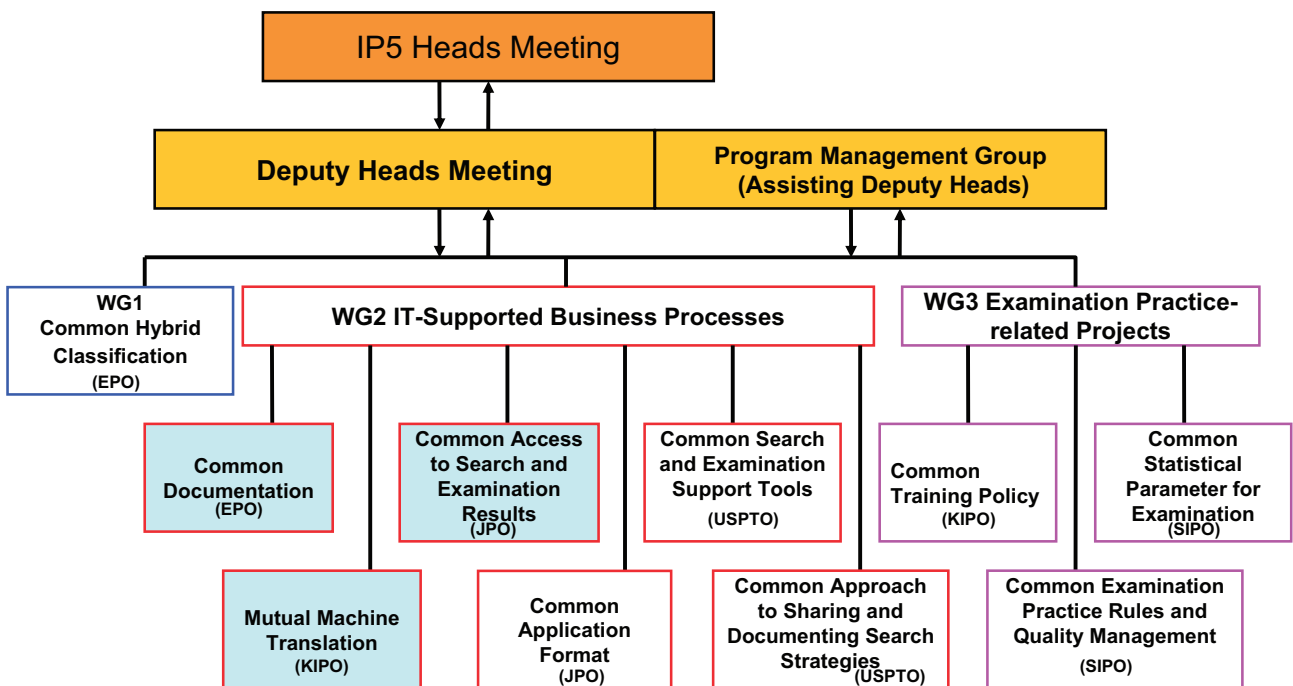 IP5 Heads Meeting
Deputy Heads Meeting
Program Management Group
(Assisting Deputy Heads)
WG1
Common Hybrid
Classification
(EPO)
WG2 IT-Supported Business Processes
WG3 Examination Practice-
related Projects
Common
Documentation
(EPO)
Common Access
to Search and
Examination
Results
(JPO)
Common Search
and Examination
Support Tools
(USPTO)
Common
Training Policy
(KIPO)
Common
Statistical
Parameter for
Examination
(SIPO)
Mutual Machine
Translation
(KIPO)
Common
Application
Format
(JPO)
Common Approach
to Sharing and
Documenting Search
Strategies
(USPTO)
Common Examination
Practice Rules and
Quality Management
(SIPO)